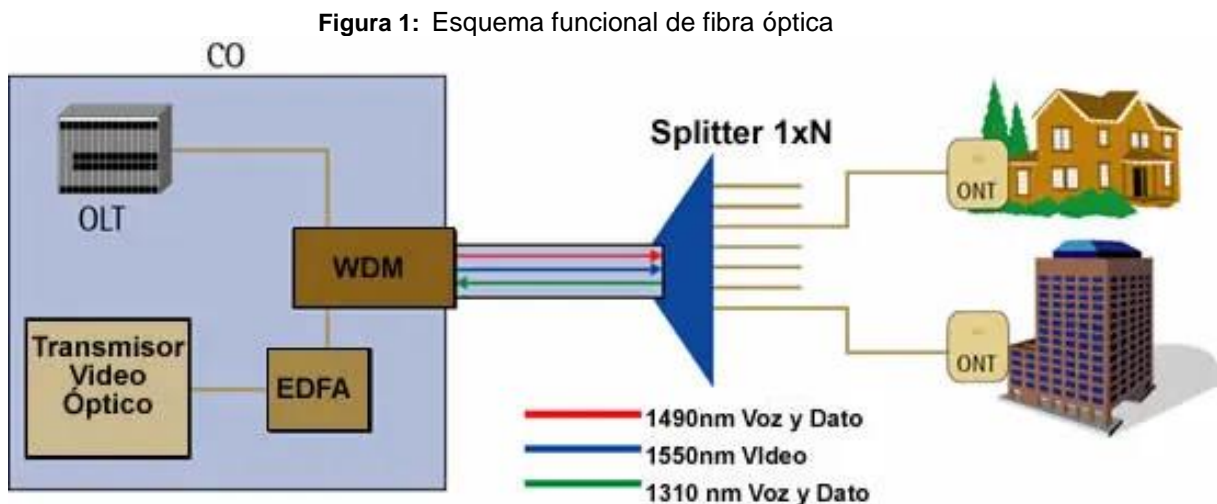 Figura 1: Esquema funcional de fibra óptica
CO
OLT
WDM
Transmisor
Video
Óptico
EDFA
Splitter 1xN
ONT
ONT
1490nm Voz y Dato
1550nm VIdeo
1310 nm Voz y Dato